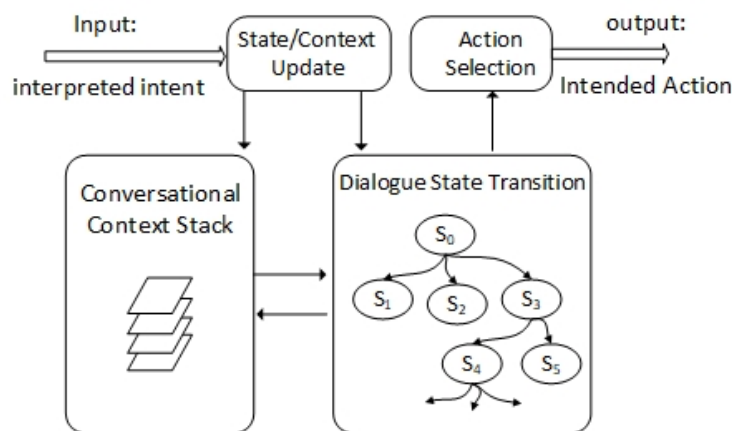 Input:
interpreted intent
State/Context
Update
Action
Selection
output:
Intended Action
Conversational
Context Stack
Dialogue State Transition
S₀
S₁
S₂
S₃
S₄
S₅